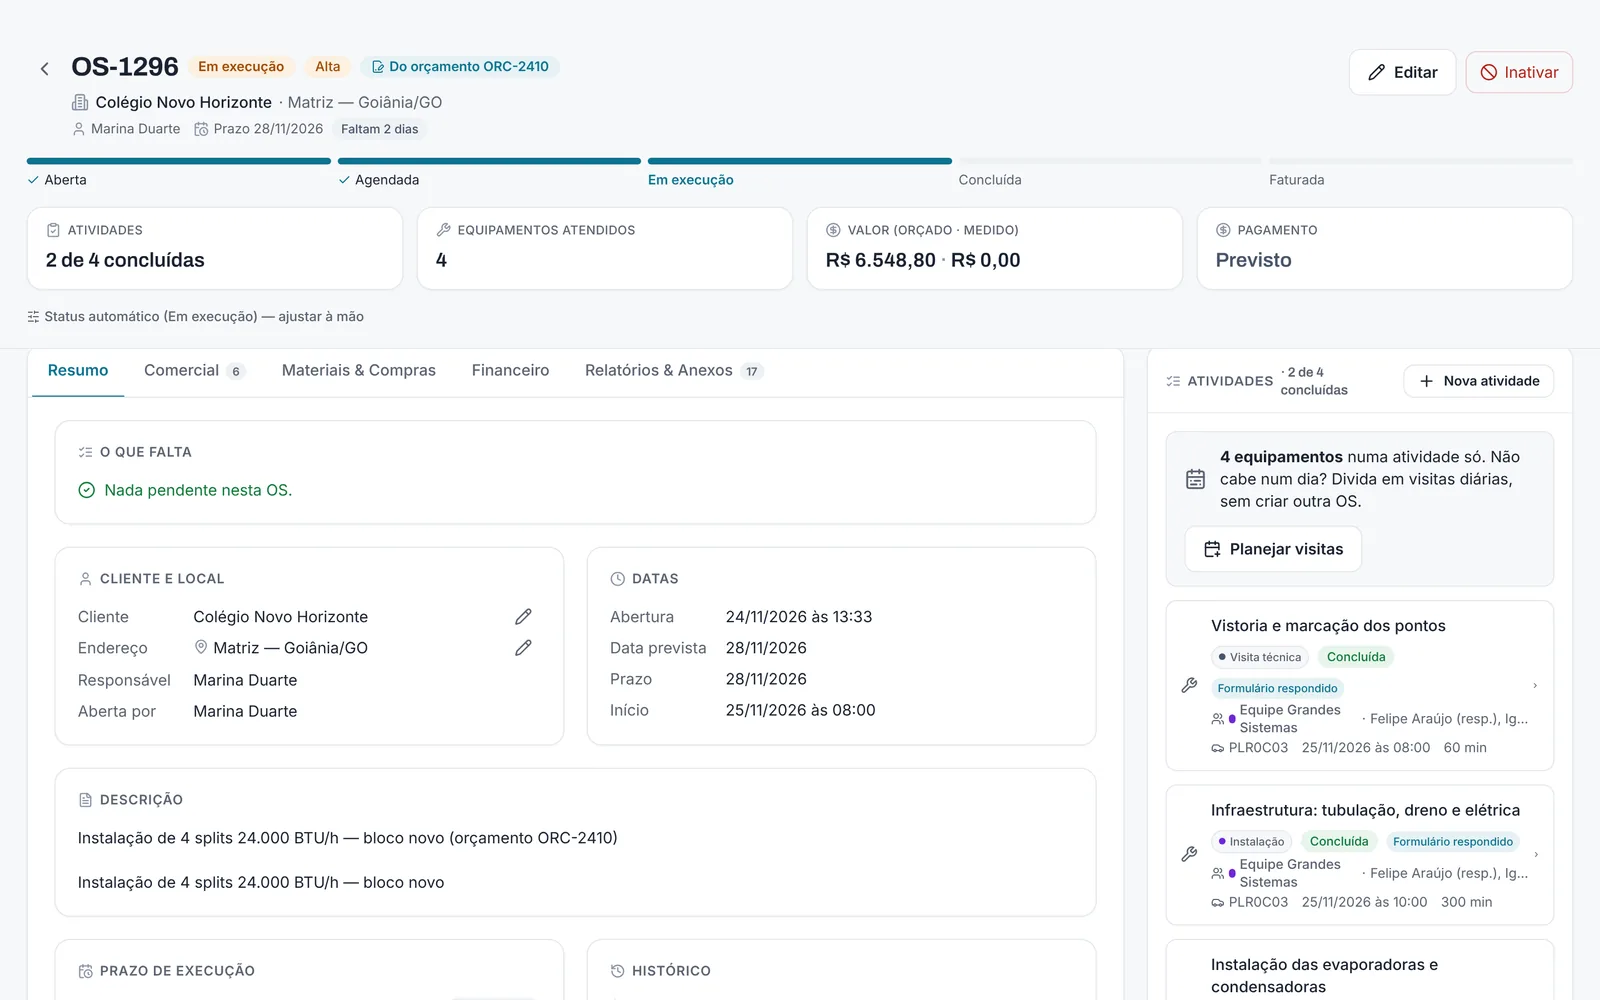 OS-1296 Em execução Alta Do orçamento ORC-2410
Editar Inativar
Colégio Novo Horizonte · Matriz — Goiânia/GO
Marina Duarte Prazo 28/11/2026 Faltam 2 dias
Aberta Agendada Em execução Concluída Faturada
ATIVIDADES
2 de 4 concluídas
EQUIPAMENTOS ATENDIDOS
4
VALOR (ORÇADO · MEDIDO)
R$ 6.548,80 · R$ 0,00
PAGAMENTO
Previsto
Status automático (Em execução) — ajustar à mão
Resumo Comercial 6 Materiais & Compras Financeiro Relatórios & Anexos 17
O QUE FALTA
Nada pendente nesta OS.
CLIENTE E LOCAL
Cliente Colégio Novo Horizonte
Endereço Matriz — Goiânia/GO
Responsável Marina Duarte
Aberta por Marina Duarte
DATAS
Abertura 24/11/2026 às 13:33
Data prevista 28/11/2026
Prazo 28/11/2026
Início 25/11/2026 às 08:00
DESCRIÇÃO
Instalação de 4 splits 24.000 BTU/h — bloco novo (orçamento ORC-2410)
Instalação de 4 splits 24.000 BTU/h — bloco novo
PRAZO DE EXECUÇÃO
HISTÓRICO
ATIVIDADES · 2 de 4
concluídas
Nova atividade
4 equipamentos numa atividade só. Não
cabe num dia? Divida em visitas diárias,
sem criar outra OS.
Planejar visitas
Vistoria e marcação dos pontos
Visita técnica Concluída
Formulário respondido
Equipe Grandes
Sistemas · Felipe Araújo (resp.), Ig...
PLR0C03 25/11/2026 às 08:00 60 min
Infraestrutura: tubulação, dreno e elétrica
Instalação Concluída Formulário respondido
Equipe Grandes
Sistemas · Felipe Araújo (resp.), Ig...
PLR0C03 25/11/2026 às 10:00 300 min
Instalação das evaporadoras e
condensadoras